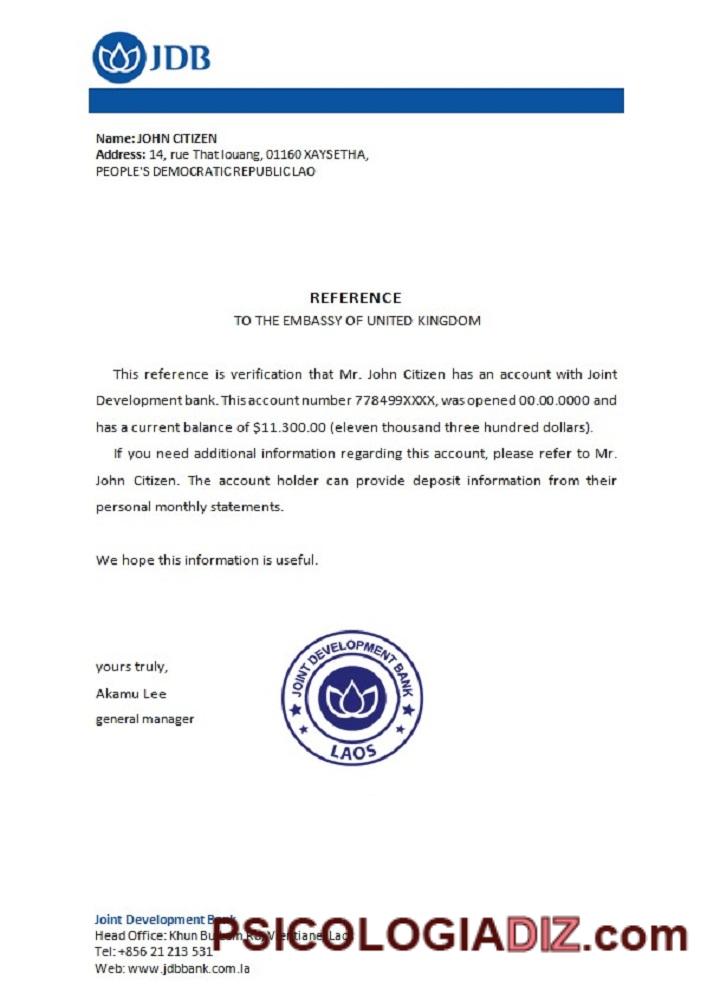 JDB
Name: JOHN CITIZEN
Address: 14, rue That louang, 01160 XAYSETHA,
PEOPLE'S DEMOCRATIC REPUBLIC LAO
REFERENCE
TO THE EMBASSY OF UNITED KINGDOM
This reference is verification that Mr. John Citizen has an account with Joint
Development bank. This account number 778499XXXX, was opened 00.00.0000 and
has a current balance of $11.300.00 (eleven thousand three hundred dollars).
If you need additional information regarding this account, please refer to Mr.
John Citizen. The account holder can provide deposit information from their
personal monthly statements.
We hope this information is useful.
yours truly,
Akamu Lee
general manager
JOINT DEVELOPMENT BANK
LAOS
Joint Development Bank
Head Office: Khun Vientiane, Laos
Tel: +856 21 213 531
Web: www.jdbbank.com.la
PSICOLOGIADIZ.com